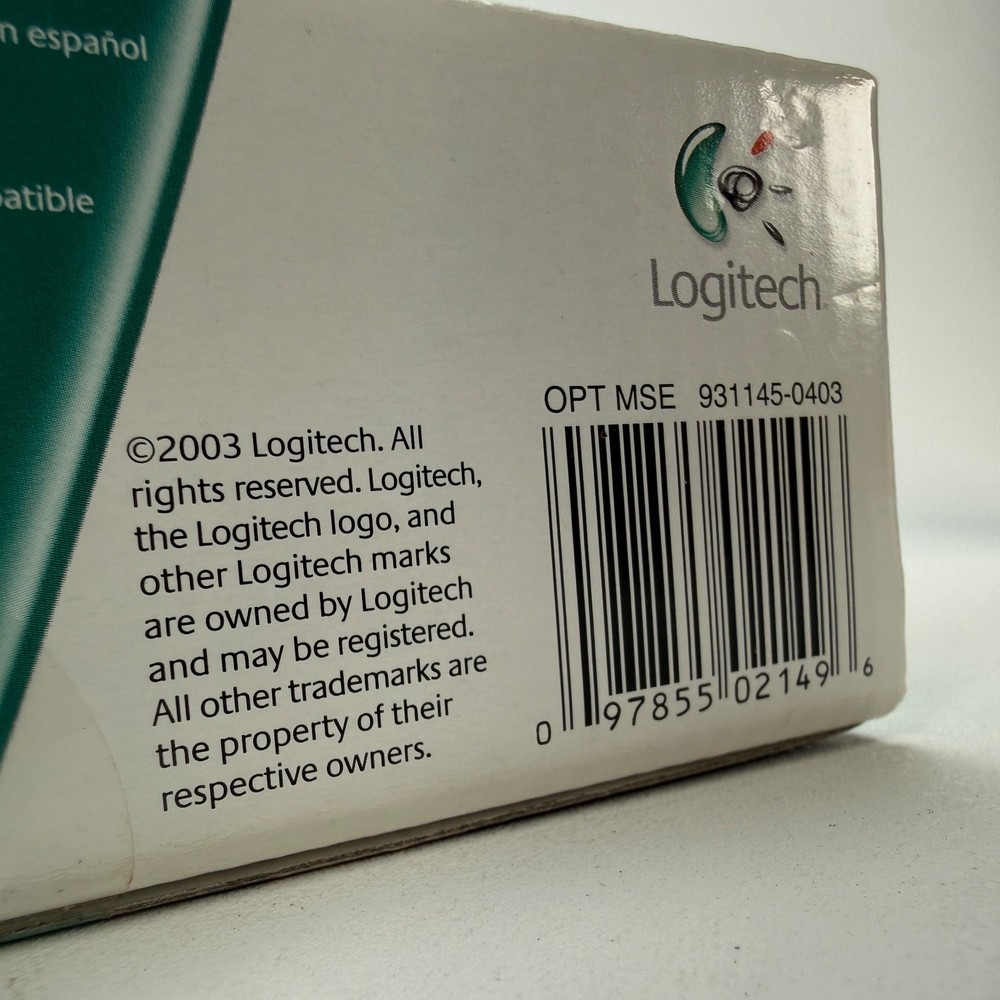 español
Logitech
OPT MSE 931145-0403
©2003 Logitech. All
rights reserved. Logitech,
the Logitech logo, and
other Logitech marks
are owned by Logitech
and may be registered.
All other trademarks are
the property of their
respective owners.
0 97855 02149 6